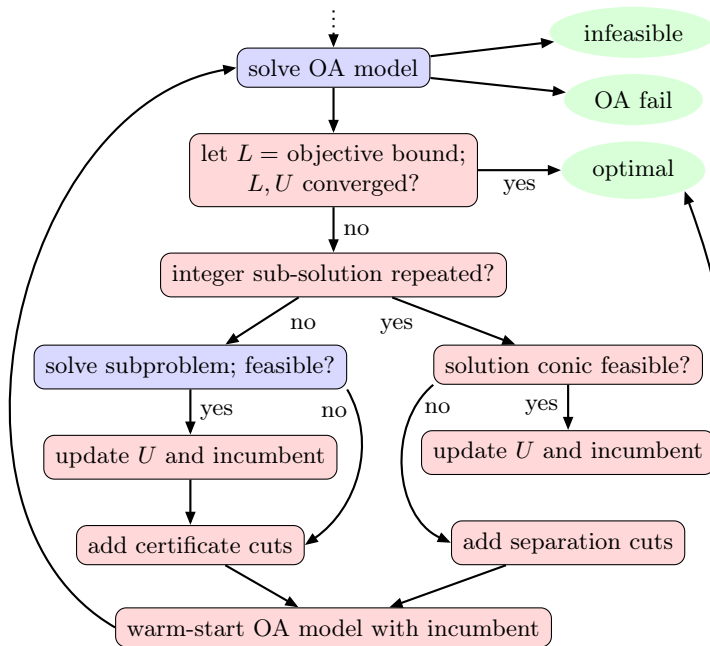 infeasible
solve OA model
OA fail
let L = objective bound;
L, U converged?
yes
optimal
no
integer sub-solution repeated?
no
yes
solve subproblem; feasible?
solution conic feasible?
yes
no
no
yes
update U and incumbent
update U and incumbent
add certificate cuts
add separation cuts
warm-start OA model with incumbent